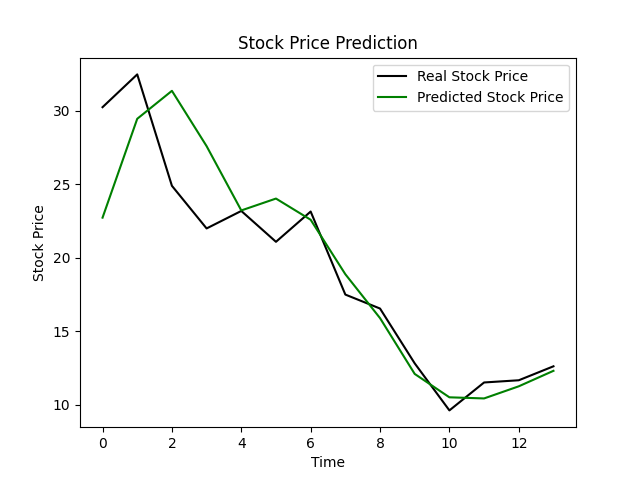 Stock Price Prediction
Real Stock Price
Predicted Stock Price
Stock Price
30
25
20
15
10
0 2 4 6 8 10 12
Time